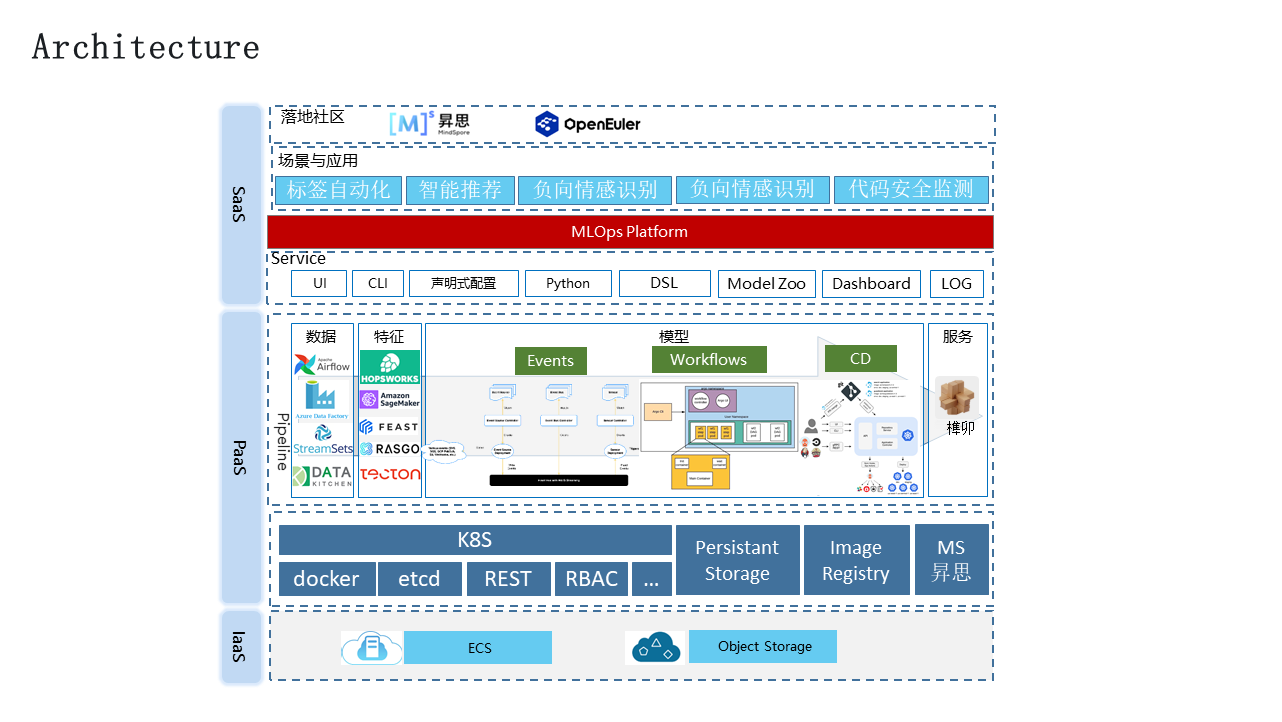 Architecture
SaaS
落地社区
[M]s 昇思
MindSpore
OpenEuler
场景与应用
标签自动化
智能推荐
负向情感识别
负向情感识别
代码安全监测
MLOps Platform
Service
UI
CLI
声明式配置
Python
DSL
Model Zoo
Dashboard
LOG
PaaS
Pipeline
数据
Apache
Airflow
Azure Data Factory
StreamSets
DATA
KITCHEN
特征
HOPSWORKS
Amazon
SageMaker
FEAST
RASGO
TECTON
模型
Events
Workflows
CD
服务
榫卯
K8S
docker
etcd
REST
RBAC
...
Persistant
Storage
Image
Registry
MS
昇思
IaaS
ECS
Object Storage